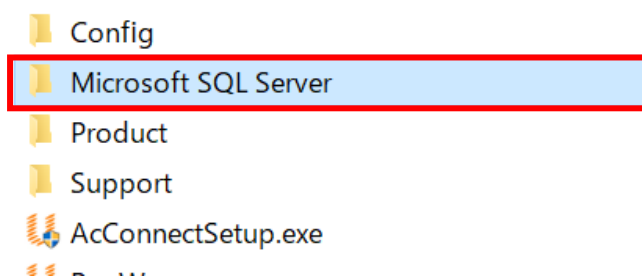 Config
Microsoft SQL Server
Product
Support
AcConnectSetup.exe